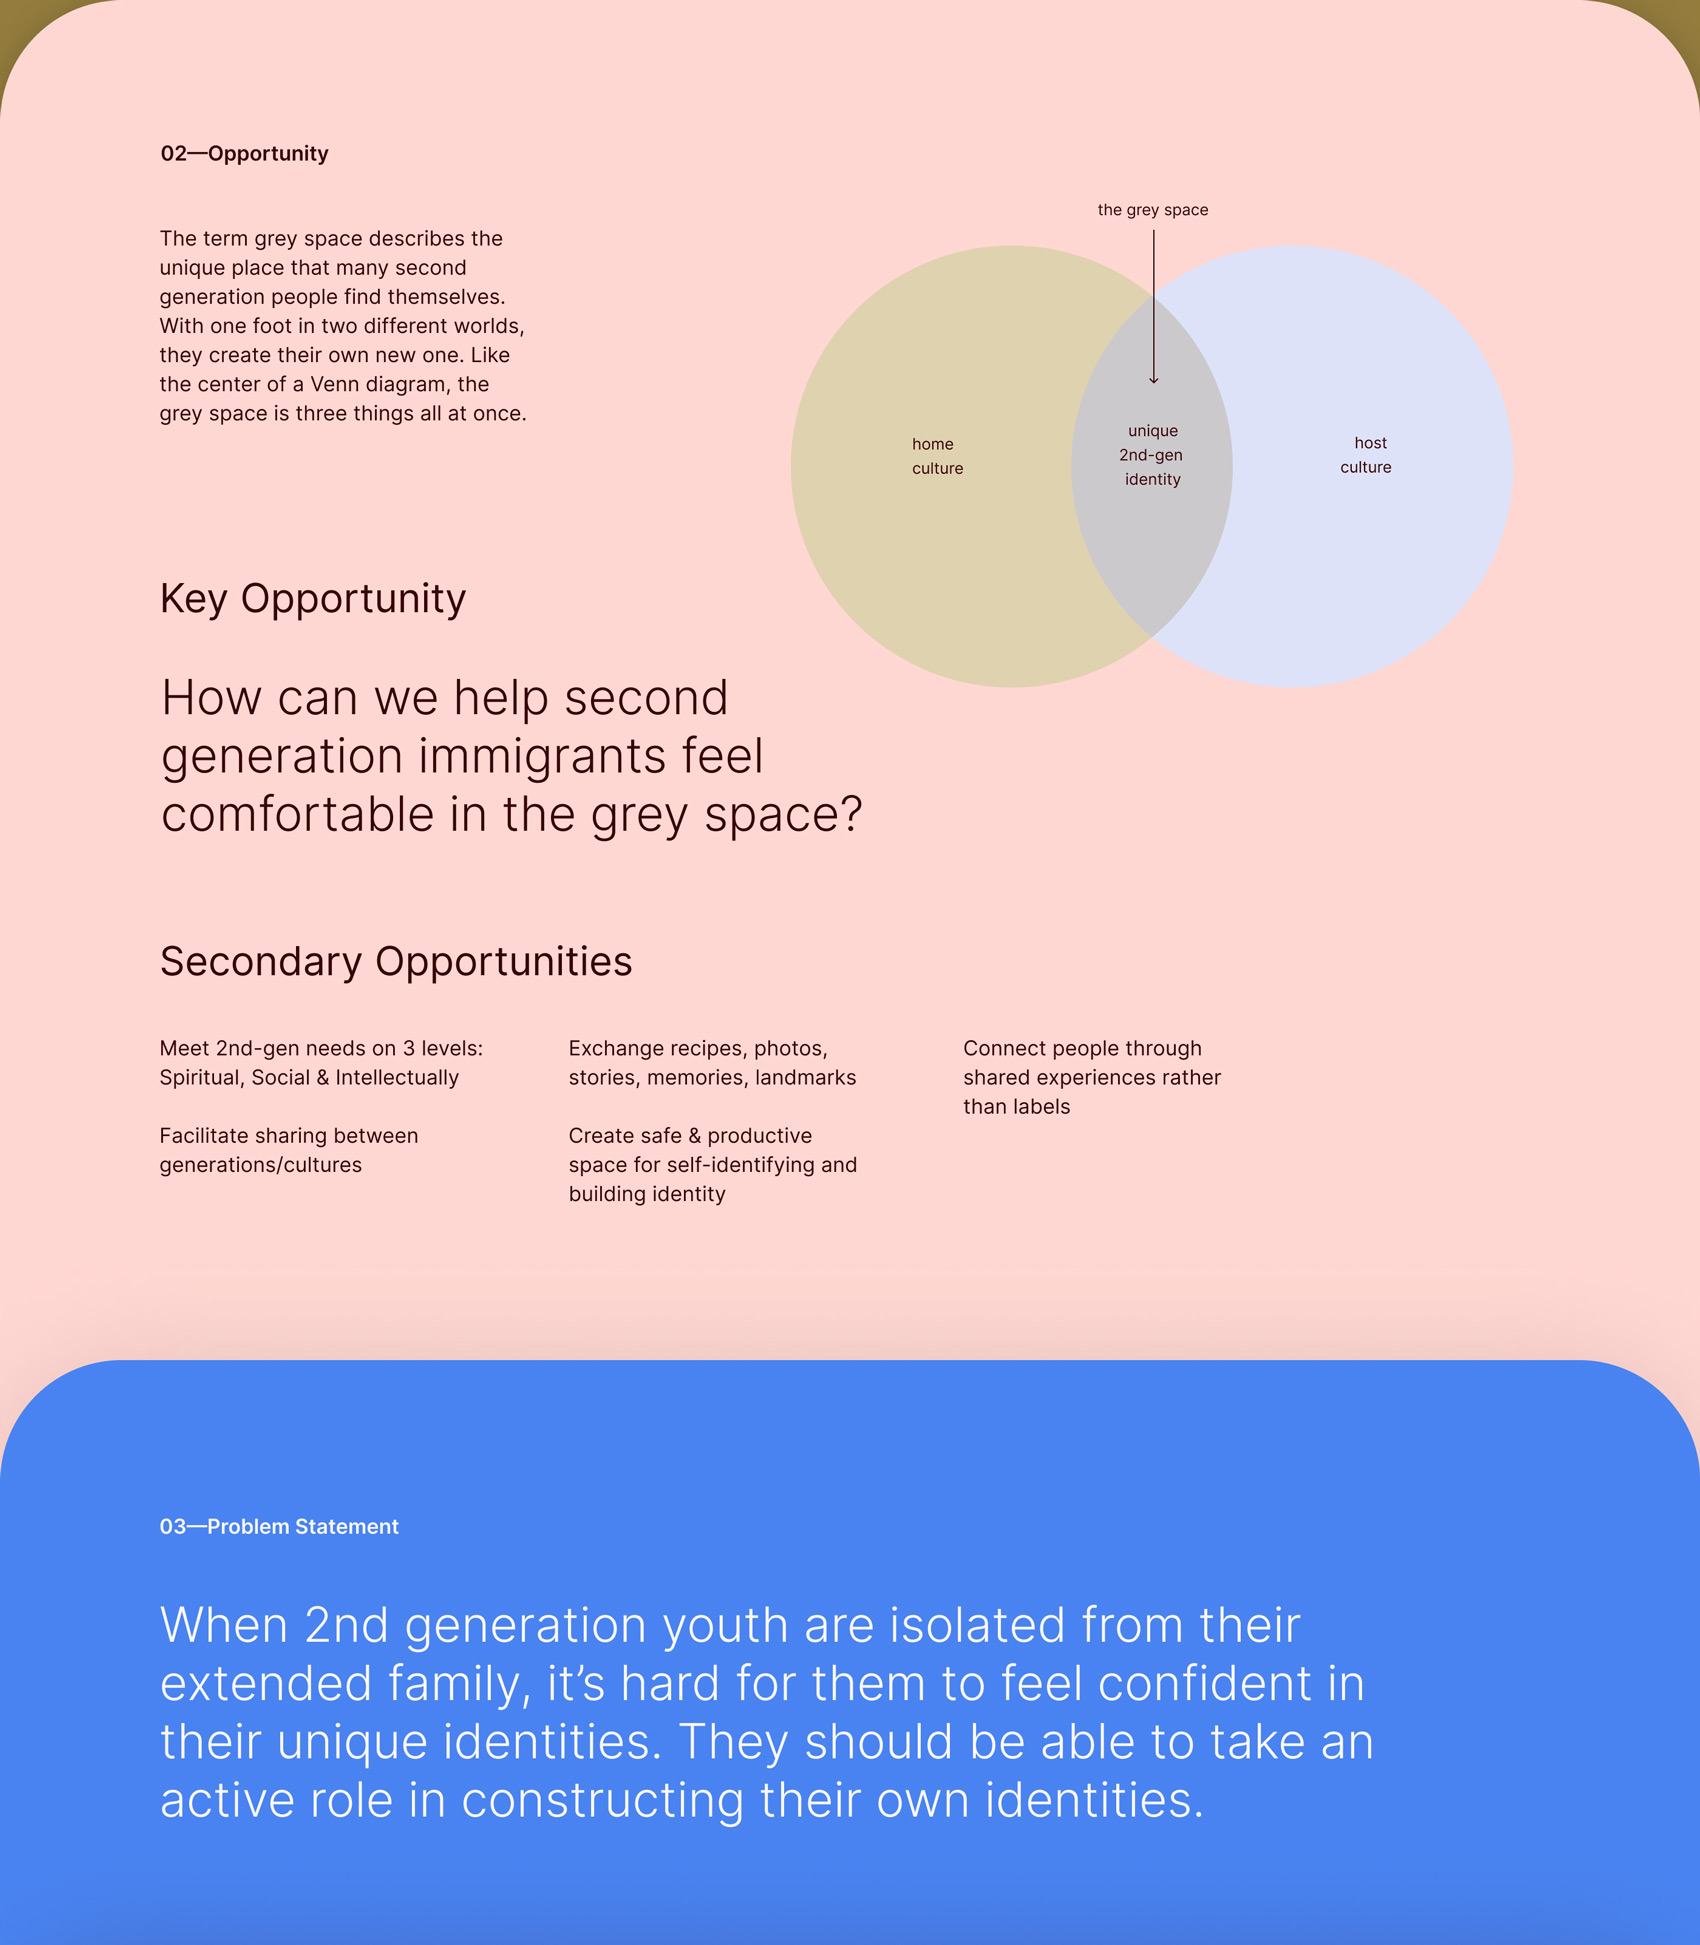 02—Opportunity
The term grey space describes the
unique place that many second
generation people find themselves.
With one foot in two different worlds,
they create their own new one. Like
the center of a Venn diagram, the
grey space is three things all at once.
the grey space
home
culture
unique
2nd-gen
identity
host
culture
Key Opportunity
How can we help second
generation immigrants feel
comfortable in the grey space?
Secondary Opportunities
Meet 2nd-gen needs on 3 levels:
Spiritual, Social & Intellectually
Facilitate sharing between
generations/cultures
Exchange recipes, photos,
stories, memories, landmarks
Create safe & productive
space for self-identifying and
building identity
Connect people through
shared experiences rather
than labels
03—Problem Statement
When 2nd generation youth are isolated from their
extended family, it’s hard for them to feel confident in
their unique identities. They should be able to take an
active role in constructing their own identities.